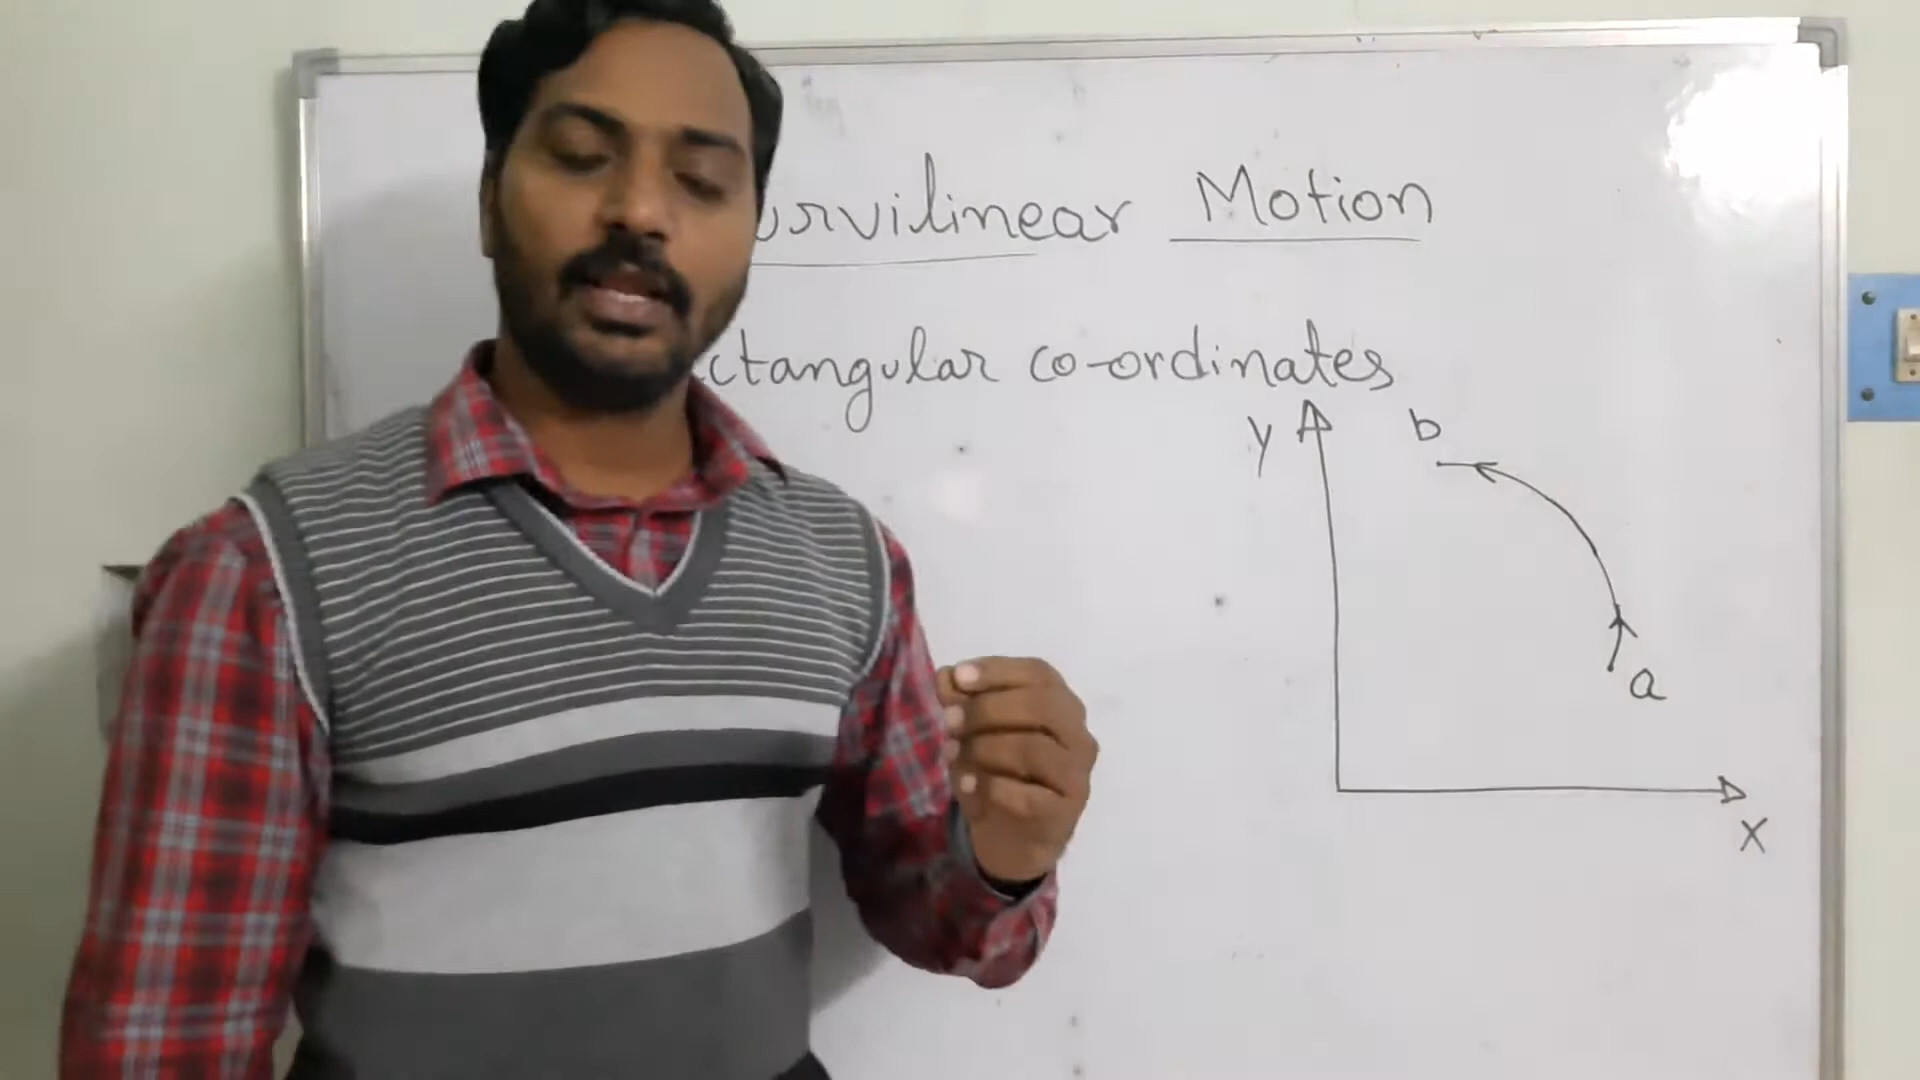 urvilinear Motion
ctangular co-ordinates
y
b
a
x